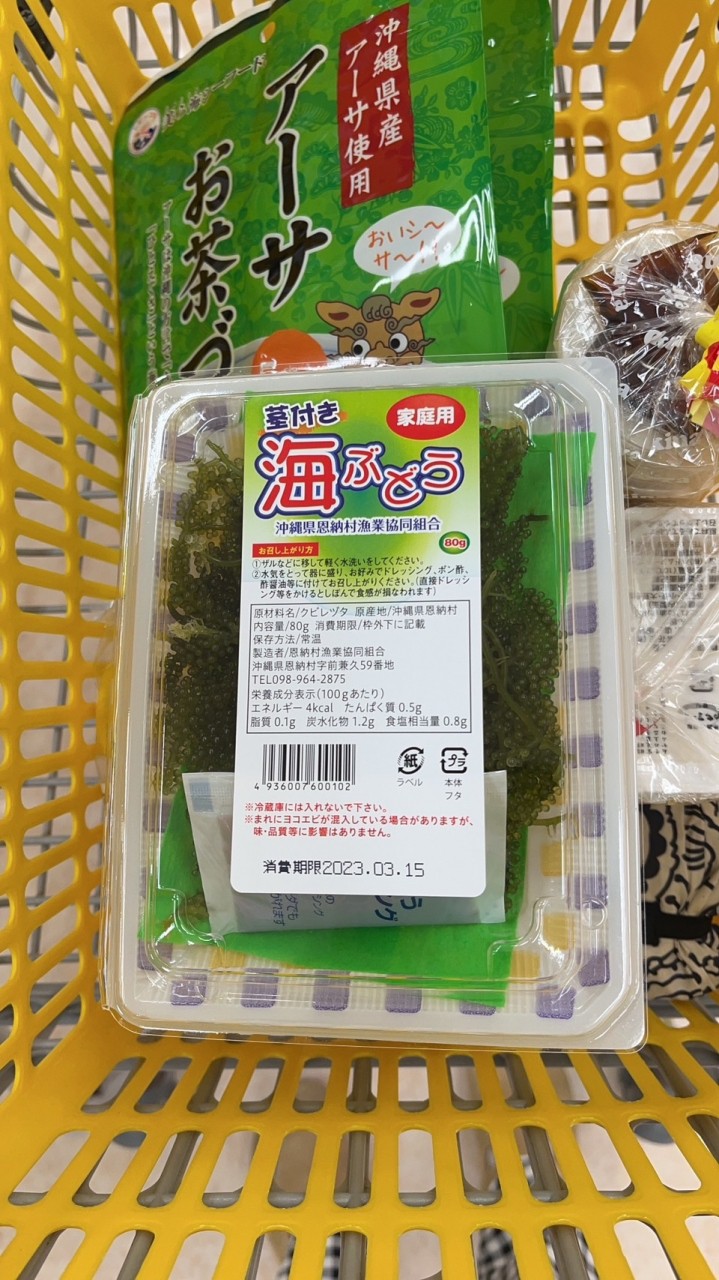 沖縄県産
アーサ使用
アーサ
お茶づ
おいシ〜
サ〜!!
茎付き
家庭用
海ぶどう
沖縄県恩納村漁業協同組合
80g
お召し上がり方
①ザルなどに移して軽く水洗いをしてください。
②水気をとって器に盛り、お好みでドレッシング、ポン酢、
酢醤油等に付けてお召し上がりください。(直接ドレッシ
ング等をかけるとしぼんで食感が損なわれます)
原材料名/クビレヅタ 原産地/沖縄県恩納村
内容量/80g 消費期限/枠外下に記載
保存方法/常温
製造者/恩納村漁業協同組合
沖縄県恩納村字前兼久59番地
TEL098-964-2875
栄養成分表示(100gあたり)
エネルギー 4kcal たんぱく質 0.5g
脂質 0.1g 炭水化物 1.2g 食塩相当量 0.8g
4 936007 600102
紙
ラベル
プラ
本体
フタ
※冷蔵庫には入れないで下さい。
※まれにヨコエビが混入している場合がありますが、
味・品質等に影響はありません。
消費期限2023.03.15